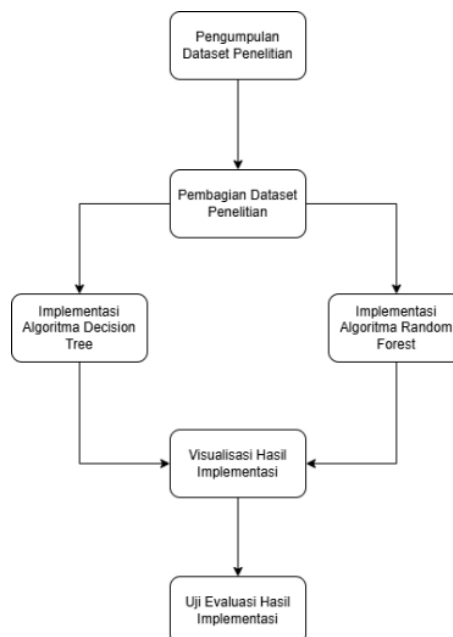 Pengumpulan
Dataset Penelitian
Pembagian Dataset
Penelitian
Implementasi
Algoritma Decision
Tree
Implementasi
Algoritma Random
Forest
Visualisasi Hasil
Implementasi
Uji Evaluasi Hasil
Implementasi